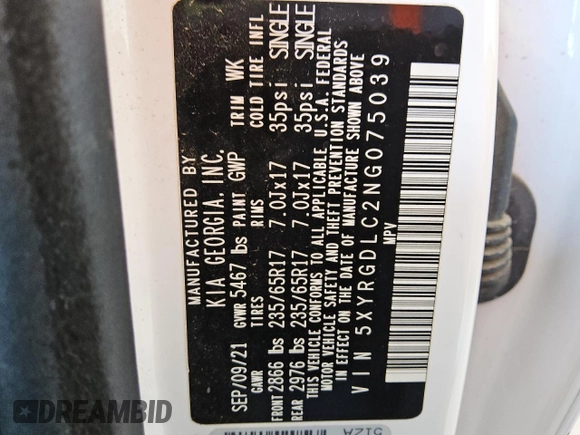 MANUFACTURED BY
KIA GEORGIA, INC.
SEP/09/21 GVWR 5467 lbs PAINT GWP TRIM WK
GAWR TIRES RIMS COLD TIRE INFL
FRONT 2866 lbs 235/65R17 7.0Jx17 35psi SINGLE
REAR 2976 lbs 235/65R17 7.0Jx17 35psi SINGLE
THIS VEHICLE CONFORMS TO ALL APPLICABLE U.S.A. FEDERAL
MOTOR VEHICLE SAFETY AND THEFT PREVENTION STANDARDS
IN EFFECT ON THE DATE OF MANUFACTURE SHOWN ABOVE
VIN 5XYRGDLC2NG075039
MPV
512A
DREAMBID